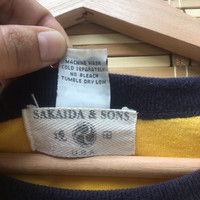 MACHINE WASH
COLD SEPARATELY
NO BLEACH
TUMBLE DRY LOW
SAKAIDA & SONS